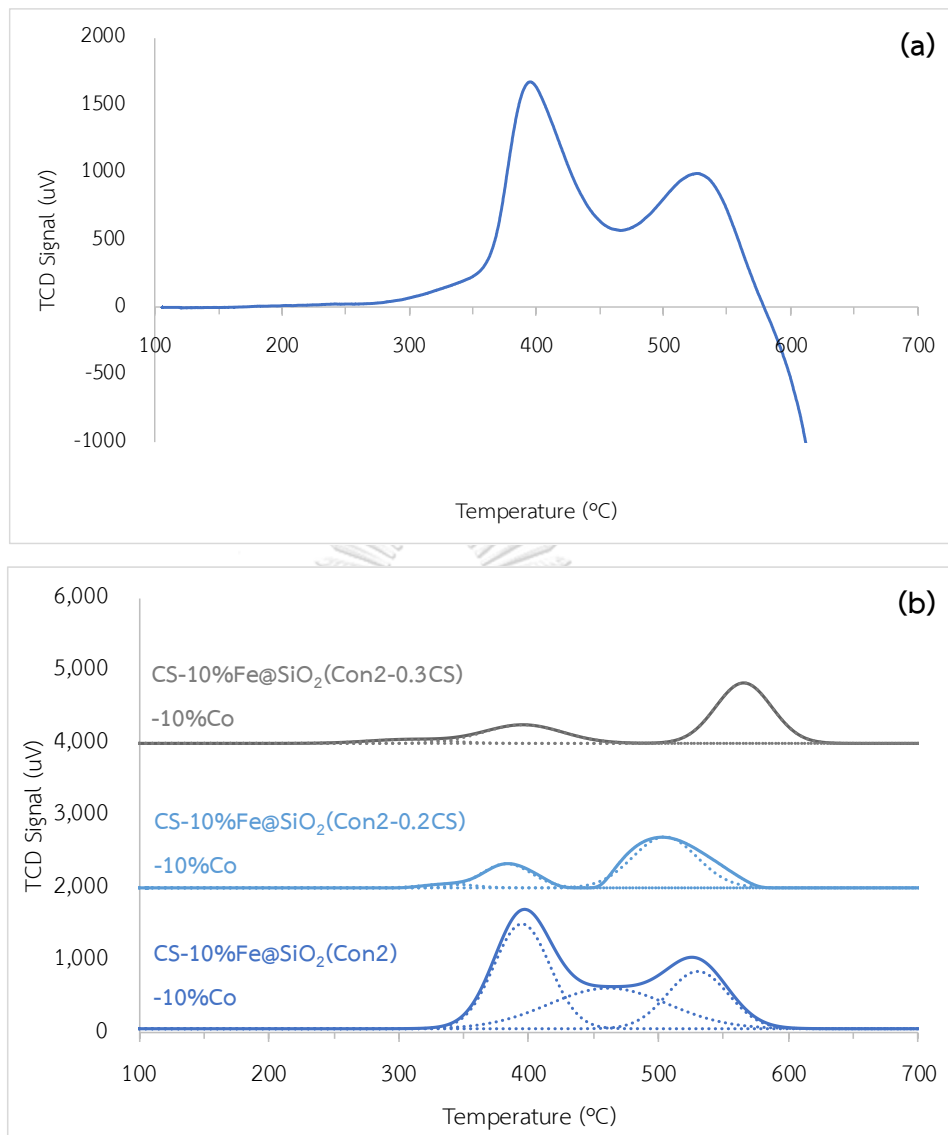 (a)
2000
1500
1000
500
0
-500
-1000
TCD Signal (uV)
100 200 300 400 500 600 700
Temperature (ºC)
(b)
6,000
5,000
4,000
3,000
2,000
1,000
0
TCD Signal (uV)
CS-10%Fe@SiO₂(Con2-0.3CS)
-10%Co
CS-10%Fe@SiO₂(Con2-0.2CS)
-10%Co
CS-10%Fe@SiO₂(Con2)
-10%Co
100 200 300 400 500 600 700
Temperature (ºC)